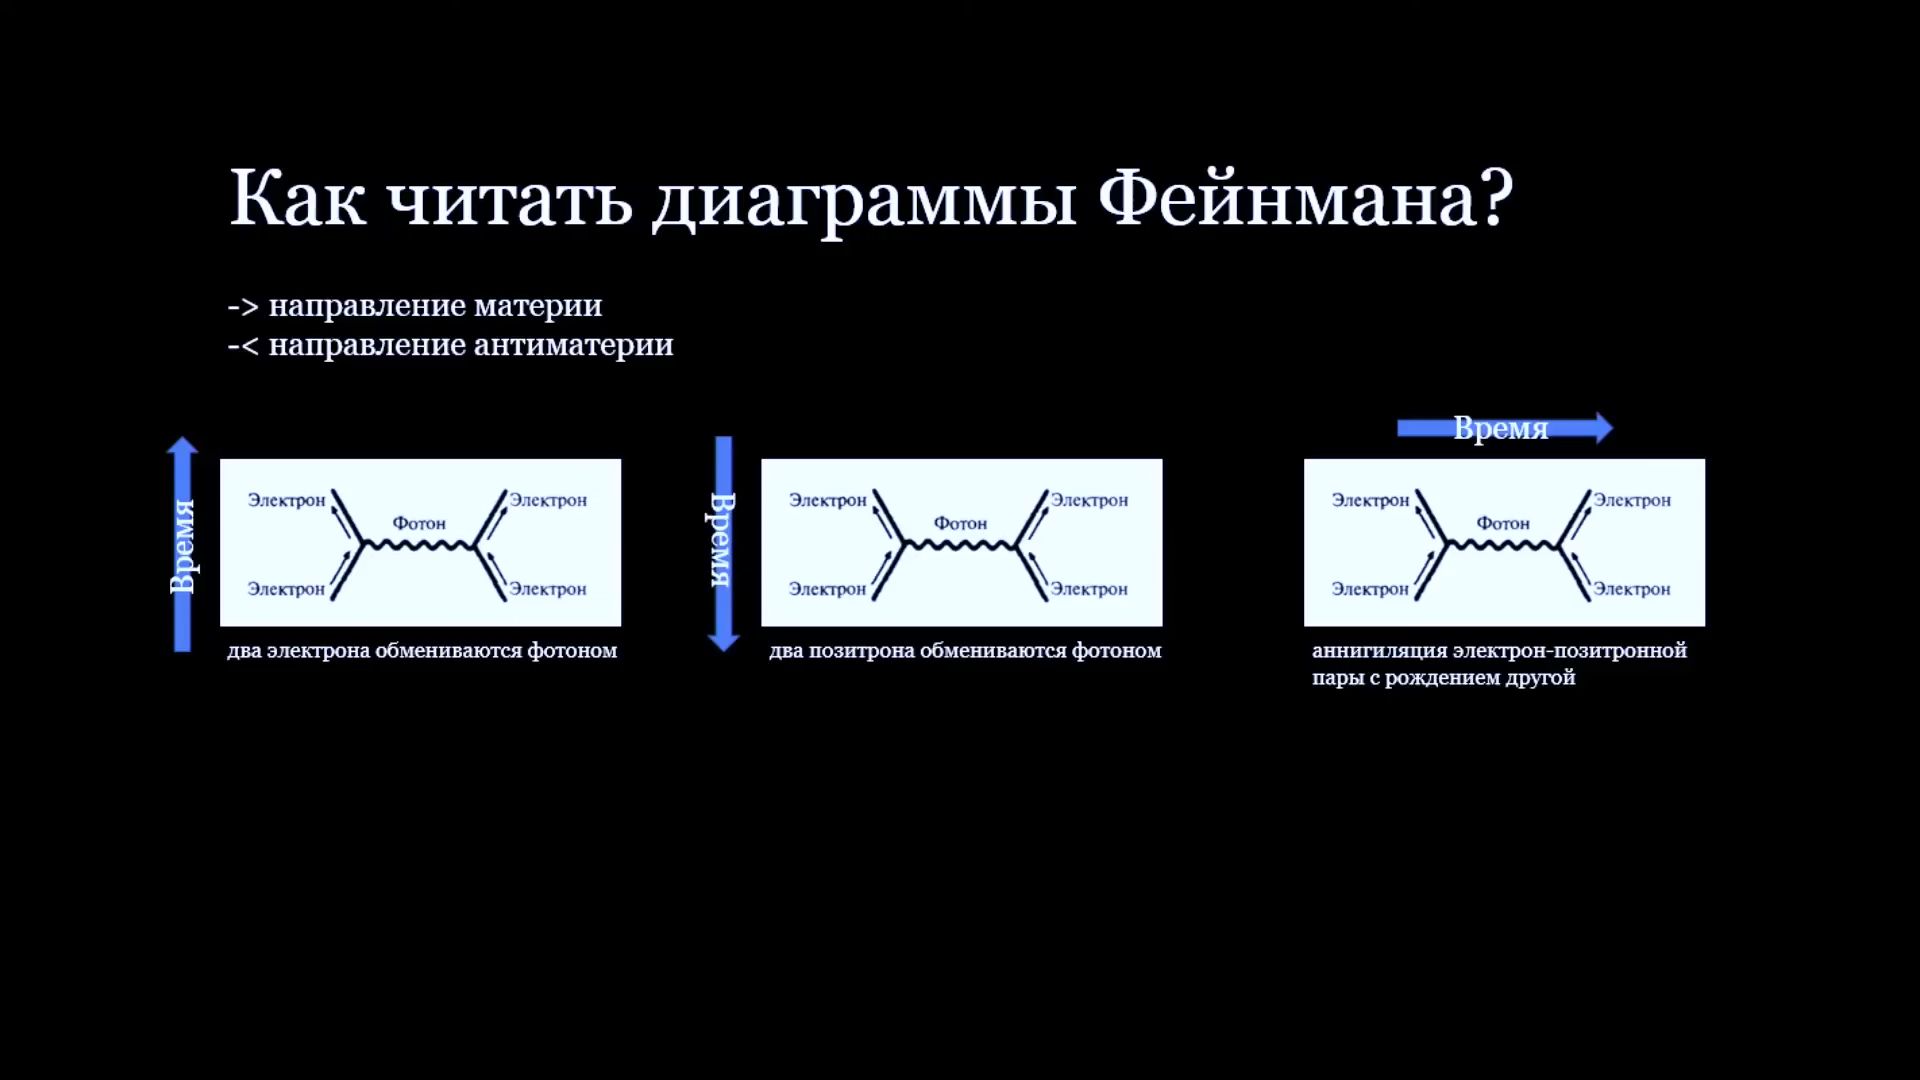 Как читать диаграммы Фейнмана?
-> направление материи
-< направление антиматерии
Время
Электрон
Фотон
Электрон
Электрон
Электрон
два электрона обмениваются фотоном
Время
Электрон
Фотон
Электрон
Электрон
Электрон
два позитрона обмениваются фотоном
Время
Электрон
Фотон
Электрон
Электрон
Электрон
аннигиляция электрон-позитронной
пары с рождением другой